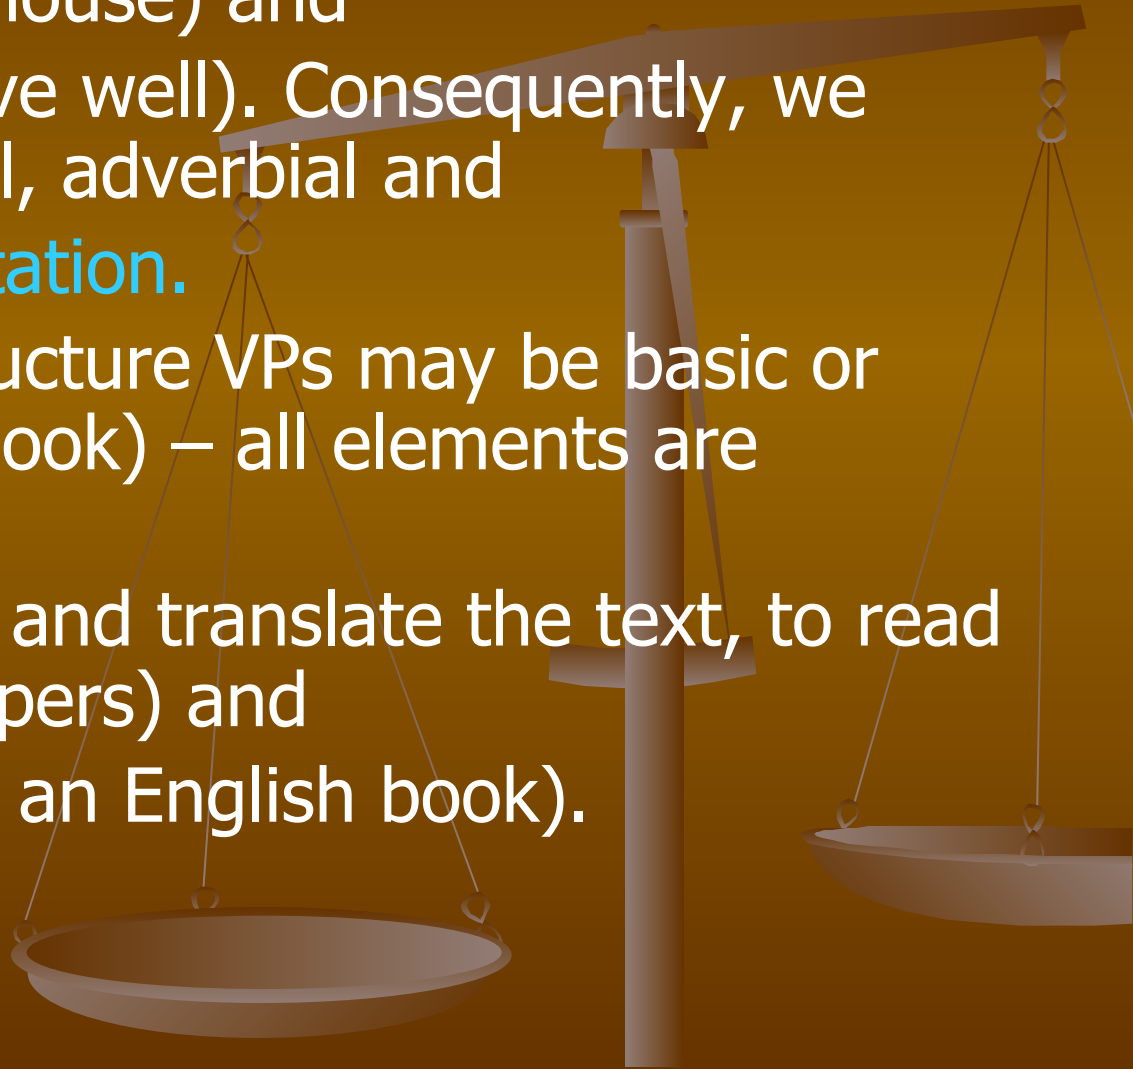 ouse) and
ve well). Consequently, we
l, adverbial and
tation.
ucture VPs may be basic or
ook) – all elements are
and translate the text, to read
pers) and
an English book).